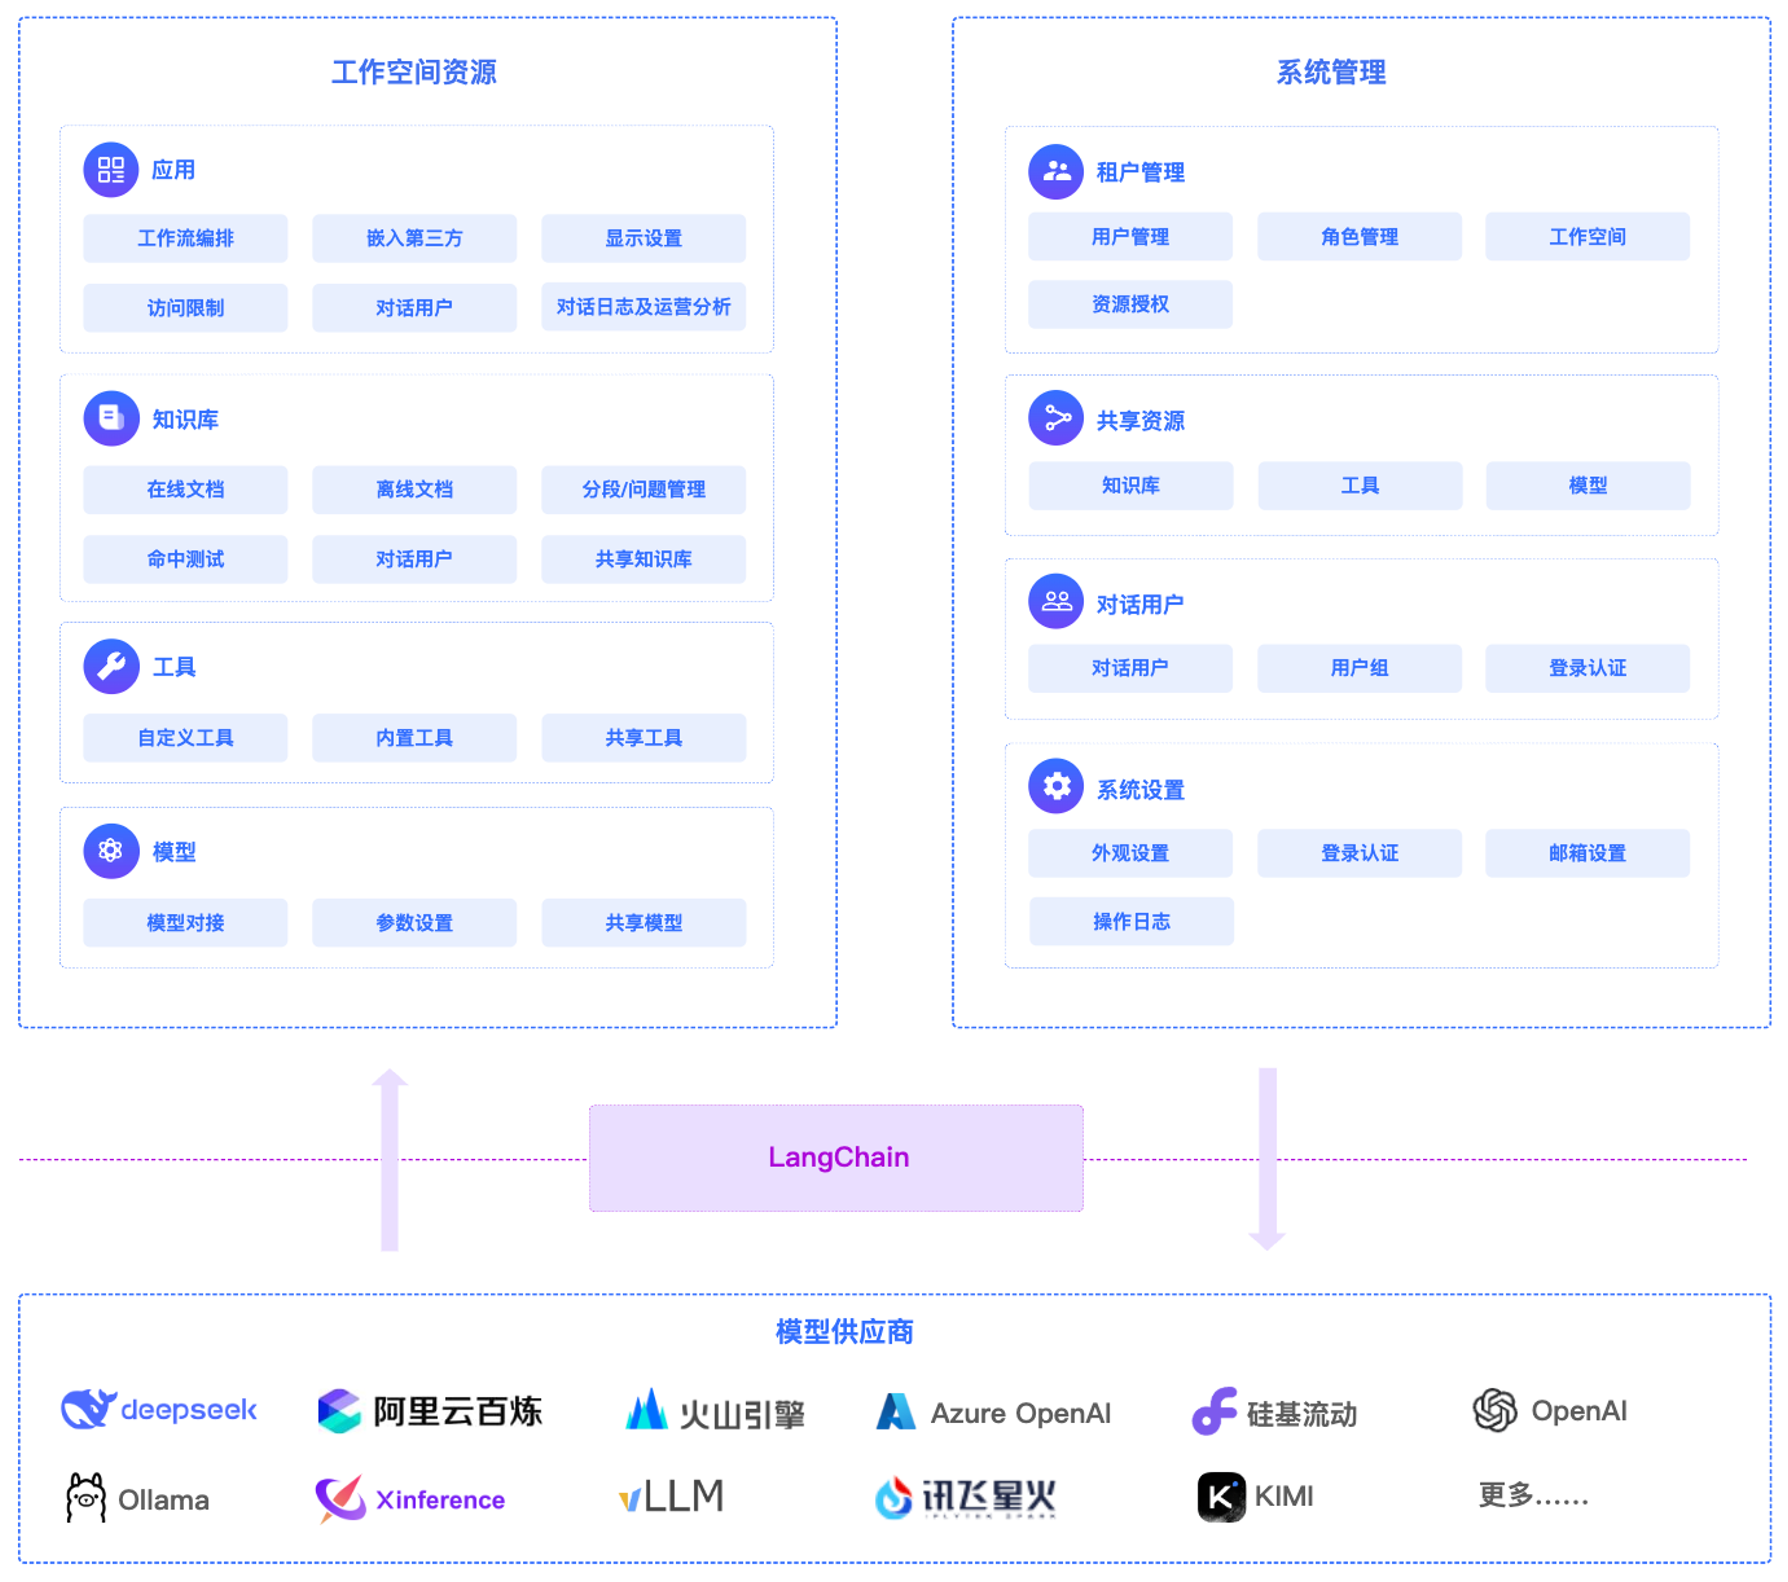 工作空间资源
应用
工作流编排
嵌入第三方
显示设置
访问限制
对话用户
对话日志及运营分析
知识库
在线文档
离线文档
分段/问题管理
命中测试
对话用户
共享知识库
工具
自定义工具
内置工具
共享工具
模型
模型对接
参数设置
共享模型
系统管理
租户管理
用户管理
角色管理
工作空间
资源授权
共享资源
知识库
工具
模型
对话用户
对话用户
用户组
登录认证
系统设置
外观设置
登录认证
邮箱设置
操作日志
LangChain
模型供应商
deepseek
阿里云百炼
火山引擎
Azure OpenAI
硅基流动
OpenAI
Ollama
Xinference
vLLM
讯飞星火
iFLYTEK SPARK
KIMI
更多……